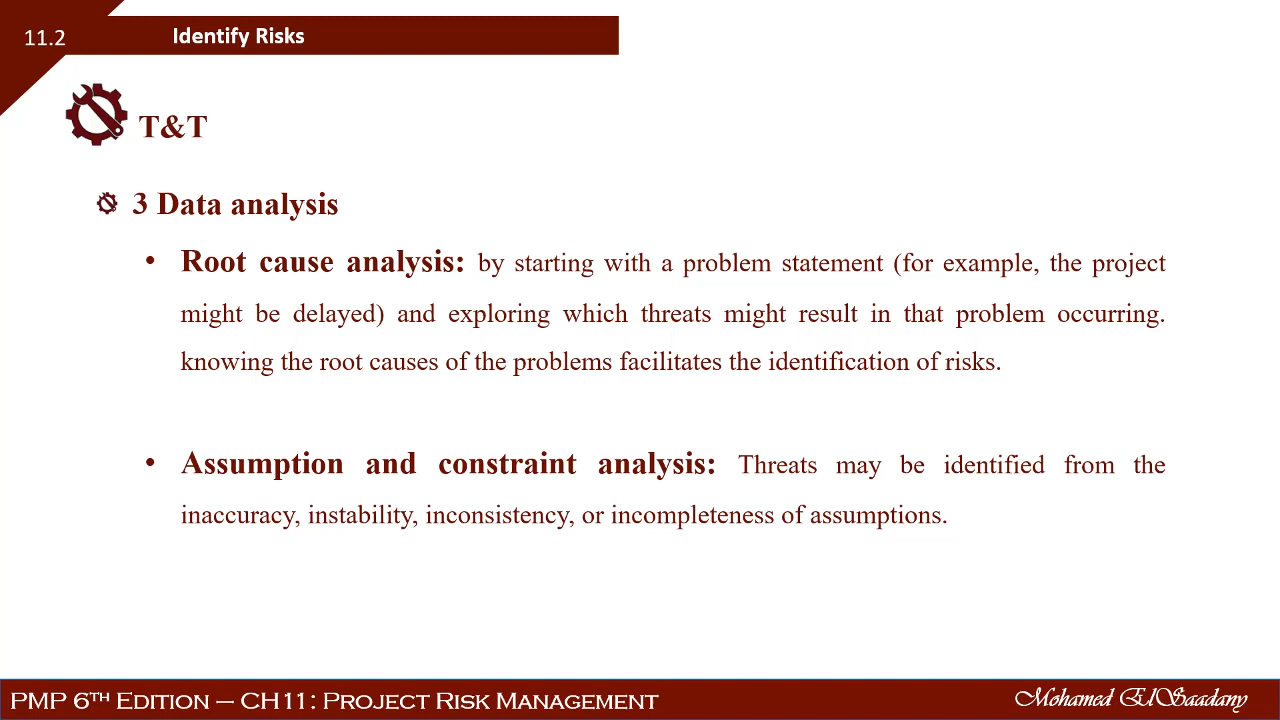 11.2
Identify Risks
T&T
3 Data analysis
• Root cause analysis: by starting with a problem statement (for example, the project
might be delayed) and exploring which threats might result in that problem occurring.
knowing the root causes of the problems facilitates the identification of risks.
• Assumption and constraint analysis: Threats may be identified from the
inaccuracy, instability, inconsistency, or incompleteness of assumptions.
PMP 6TH EDITION – CH11: PROJECT RISK MANAGEMENT
Mohamed ElSaadany